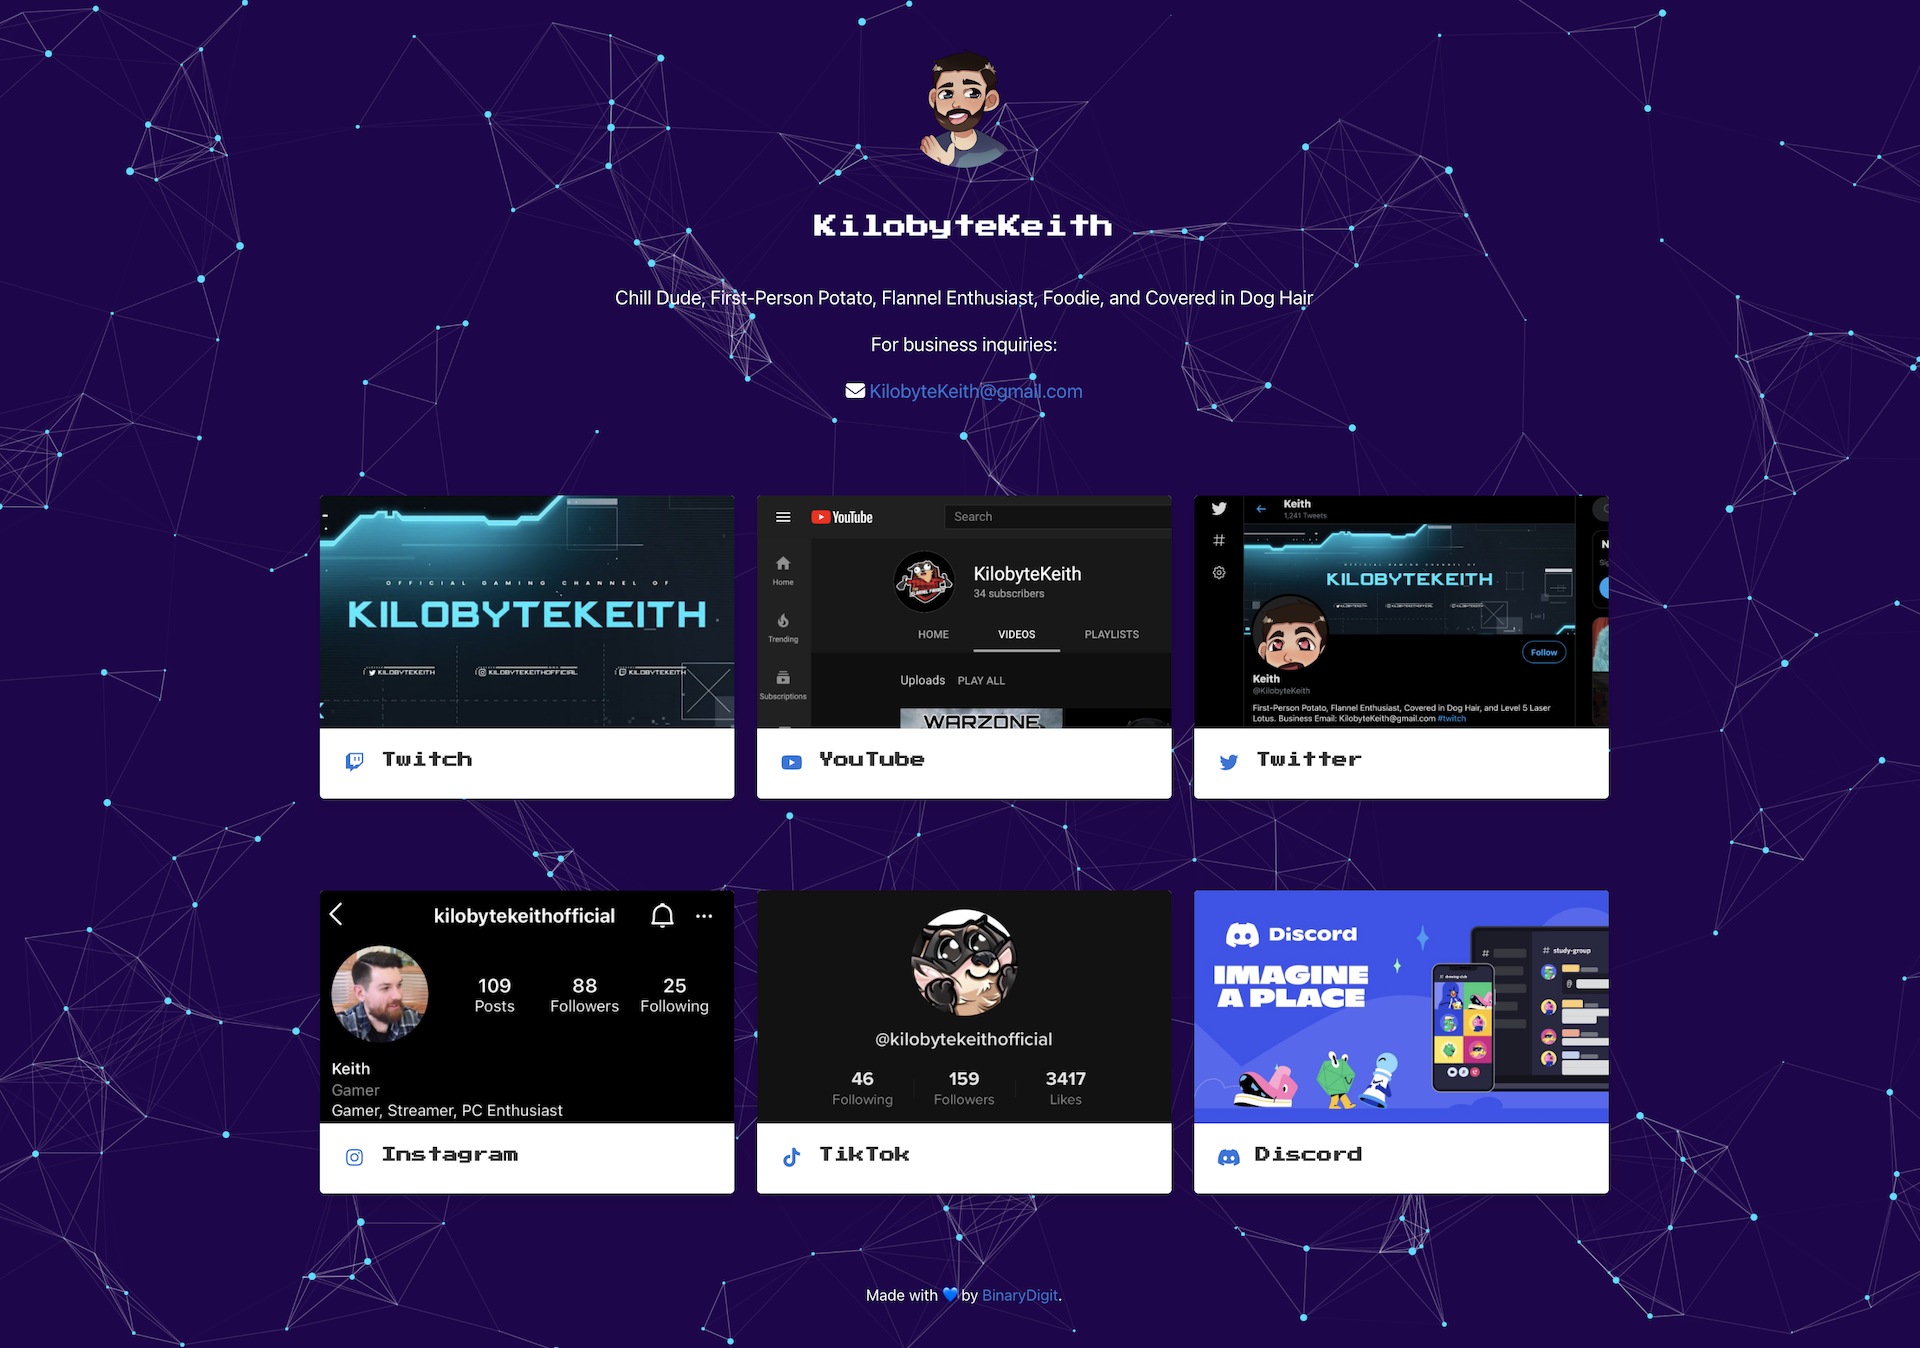 KilobyteKeith
Chill Dude, First-Person Potato, Flannel Enthusiast, Foodie, and Covered in Dog Hair
For business inquiries:
KilobyteKeith@gmail.com
OFFICIAL GAMING CHANNEL OF
KILOBYTEKEITH
KILOBYTEKEITH
KILOBYTEKEITHOFFICIAL
KILOBYTEKEITH
Twitch
YouTube
Search
Home
Trending
Subscriptions
KilobyteKeith
34 subscribers
HOME
VIDEOS
PLAYLISTS
Uploads PLAY ALL
WARZONE
YouTube
Keith
1,241 Tweets
OFFICIAL GAMING CHANNEL OF
KILOBYTEKEITH
Follow
Keith
@KilobyteKeith
First-Person Potato, Flannel Enthusiast, Covered in Dog Hair, and Level 5 Laser
Lotus. Business Email: KilobyteKeith@gmail.com #twitch
Twitter
kilobytekeithofficial
109
Posts
88
Followers
25
Following
Keith
Gamer
Gamer, Streamer, PC Enthusiast
Instagram
@kilobytekeithofficial
46
Following
159
Followers
3417
Likes
TikTok
Discord
IMAGINE
A PLACE
# study-group
Discord
Made with 💙 by BinaryDigit.